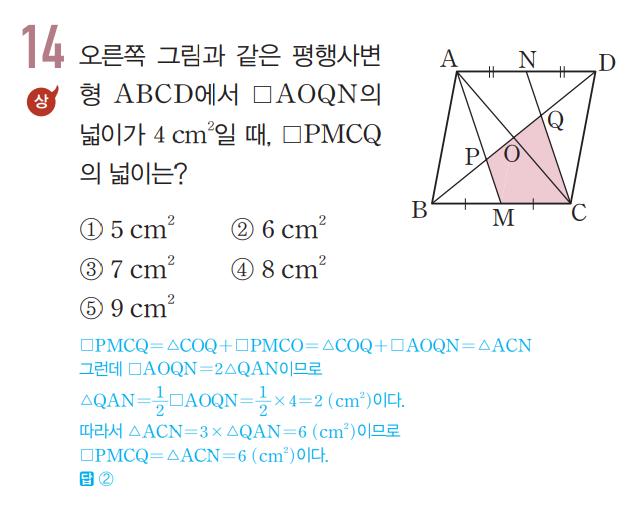 14
상
오른쪽 그림과 같은 평행사변
형 ABCD에서 □AOQN의
넓이가 4 cm²일 때, □PMCQ
의 넓이는?
① 5 cm² ② 6 cm²
③ 7 cm² ④ 8 cm²
⑤ 9 cm²
A N D
Q
P O
B M C
□PMCQ=△COQ+□PMCO=△COQ+□AOQN=△ACN
그런데 □AOQN=2△QAN이므로
△QAN=1/2□AOQN=1/2×4=2 (cm²)이다.
따라서 △ACN=3×△QAN=6 (cm²)이므로
□PMCQ=△ACN=6 (cm²)이다.
답 ②